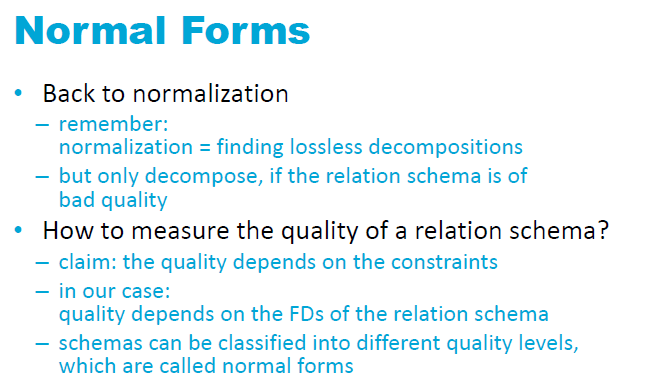 Normal Forms
• Back to normalization
– remember:
normalization = finding lossless decompositions
– but only decompose, if the relation schema is of
bad quality
• How to measure the quality of a relation schema?
– claim: the quality depends on the constraints
– in our case:
quality depends on the FDs of the relation schema
– schemas can be classified into different quality levels,
which are called normal forms